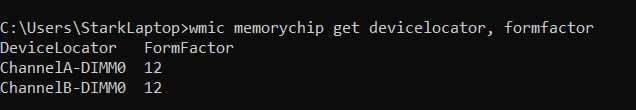 C:\Users\StarkLaptop>wmic memorychip get devicelocator, formfactor
DeviceLocator   FormFactor
ChannelA-DIMM0  12
ChannelB-DIMM0  12